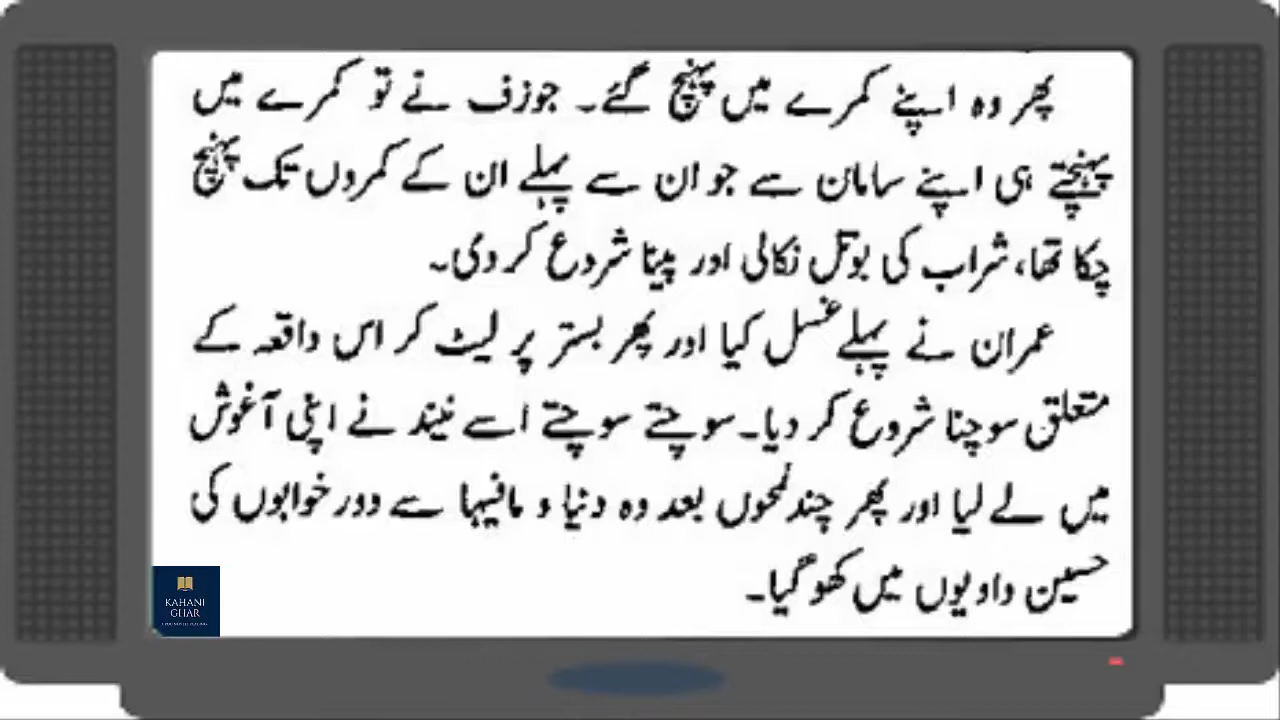 پھر وہ اپنے کمرے میں پہنچ گئے۔ جوزف نے تو کمرے میں
پہنچتے ہی اپنے سامان سے جو ان سے پہلے ان کے کمروں تک پہنچ
چکا تھا، شراب کی بوتل نکالی اور پینا شروع کر دی۔
عمران نے پہلے غسل کیا اور پھر بستر پر لیٹ کر اس واقعہ کے
متعلق سوچنا شروع کر دیا۔ سوچتے سوچتے اسے نیند نے اپنی آغوش
میں لے لیا اور پھر چند لمحوں بعد وہ دنیا و مافیہا سے دور خوابوں کی
حسین وادیوں میں کھو گیا۔
KAHANI
GHAR